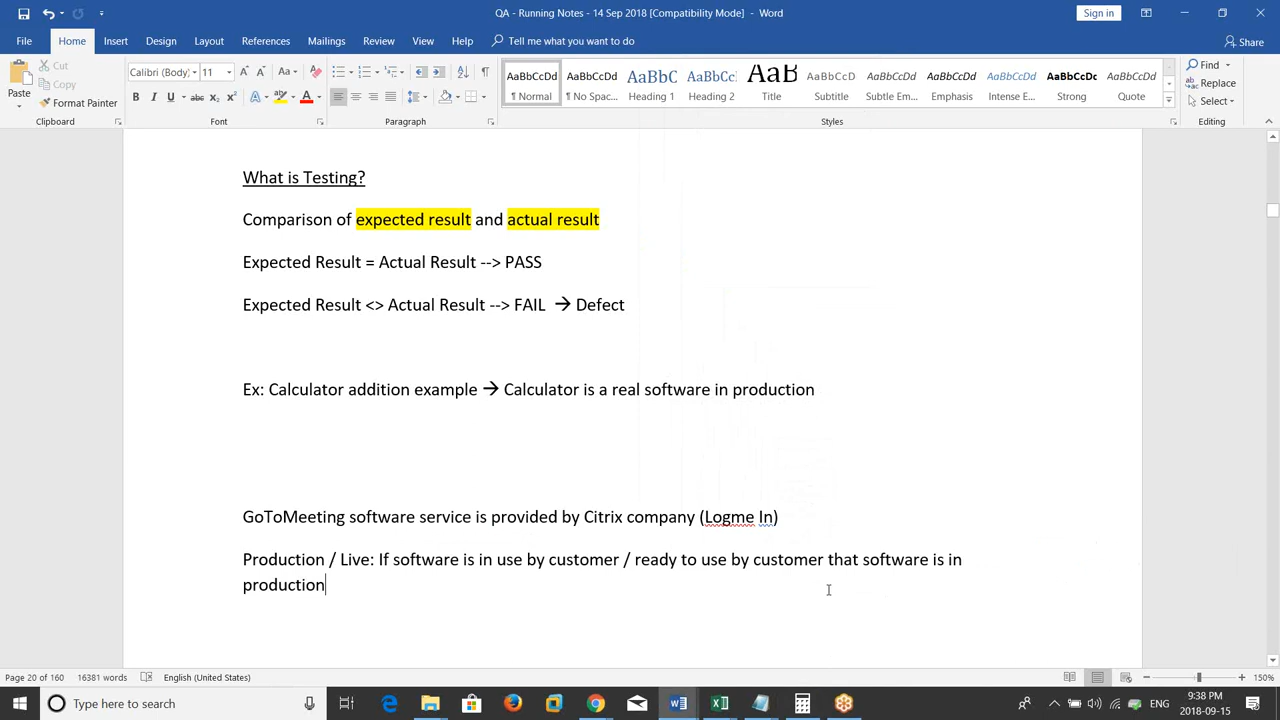 QA - Running Notes - 14 Sep 2018 [Compatibility Mode] - Word
Sign in
File Home Insert Design Layout References Mailings Review View Help Tell me what you want to do Share
Paste
Cut
Copy
Format Painter
Calibri (Body) 11
AaBbCcDd AaBbCcDd AaBbC AaBbCc AaB AaBbCcD AaBbCcDd AaBbCcDd AaBbCcDd AaBbCcDc AaBbCcDd
¶ Normal ¶ No Spac... Heading 1 Heading 2 Title Subtitle Subtle Em... Emphasis Intense E... Strong Quote
Find
Replace
Select
Clipboard Font Paragraph Styles Editing
What is Testing?
Comparison of expected result and actual result
Expected Result = Actual Result --> PASS
Expected Result <> Actual Result --> FAIL → Defect
Ex: Calculator addition example → Calculator is a real software in production
GoToMeeting software service is provided by Citrix company (Logme In)
Production / Live: If software is in use by customer / ready to use by customer that software is in
production
Page 20 of 160 16381 words English (United States) 150%
Type here to search
ENG
9:38 PM
2018-09-15